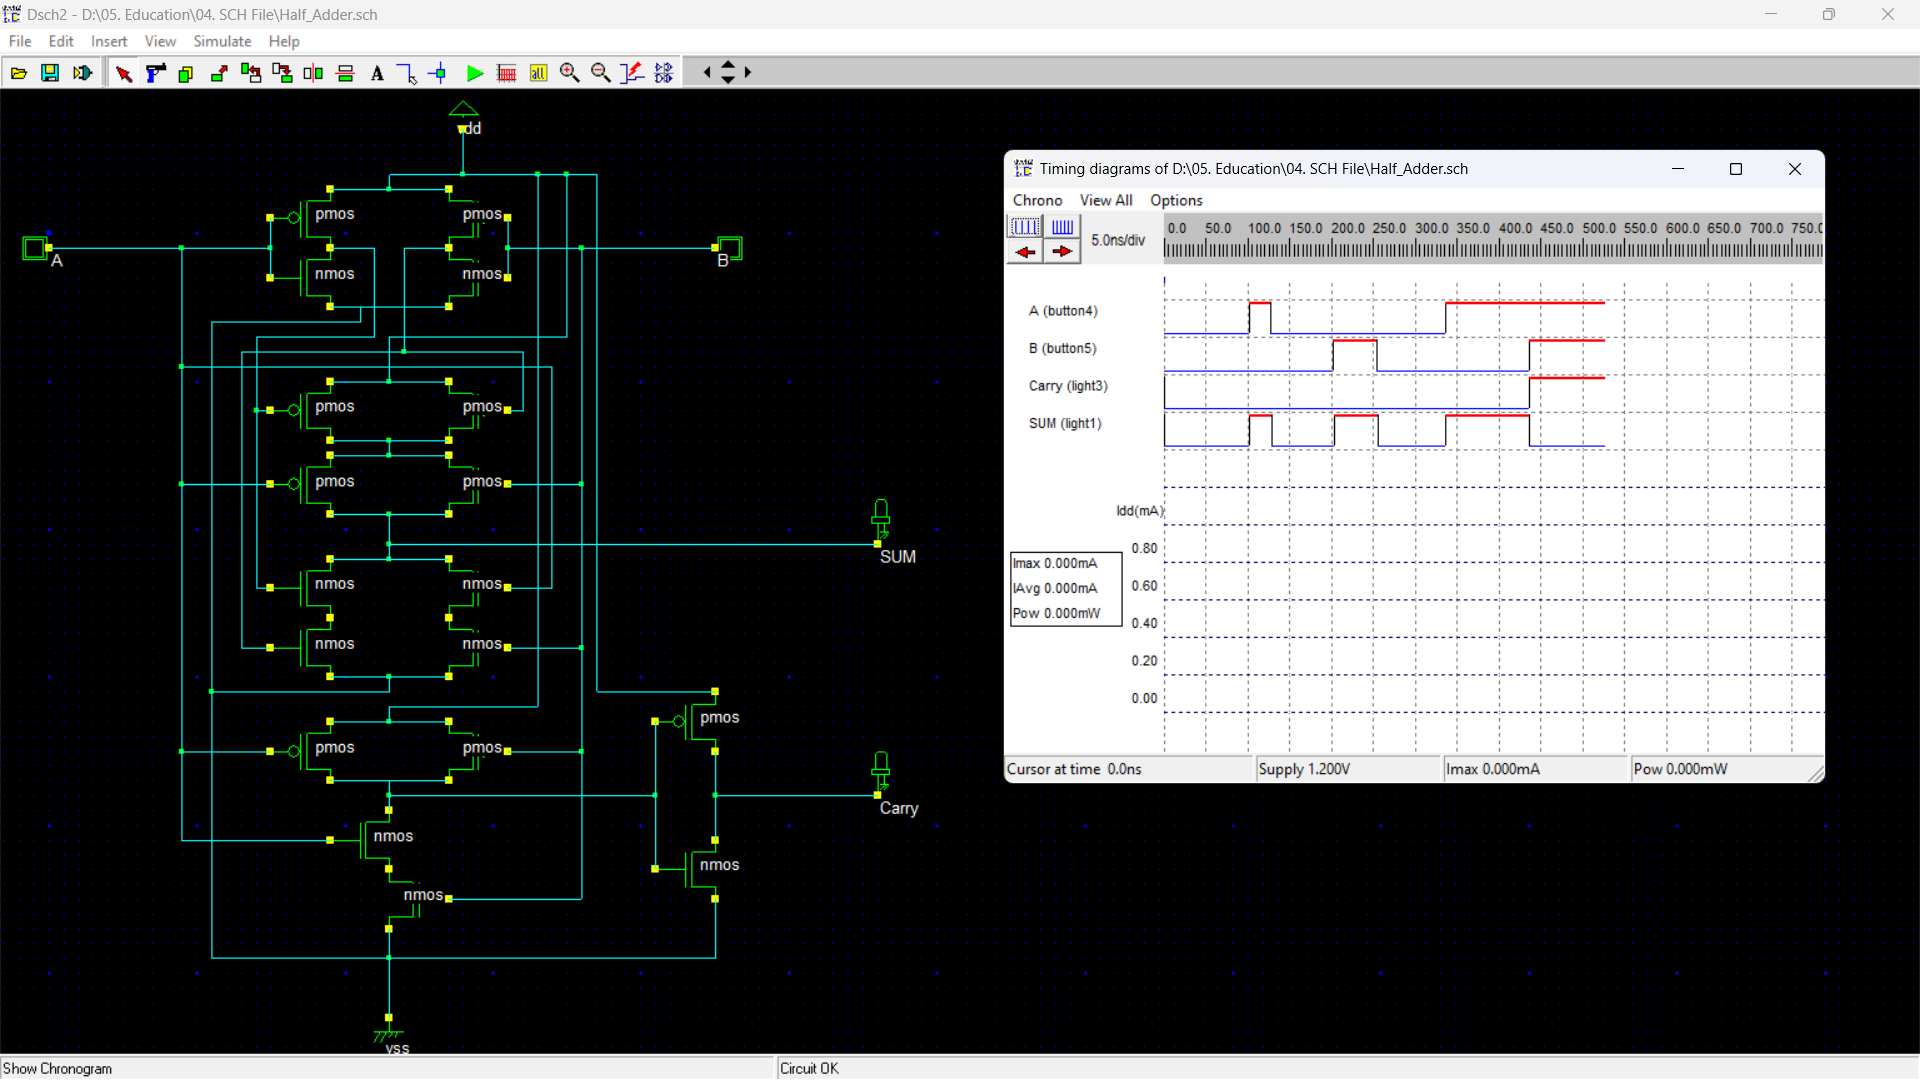 Dsch2 - D:\05. Education\04. SCH File\Half_Adder.sch
File Edit Insert View Simulate Help
A all
vdd
pmos pmos
nmos nmos
A
B
pmos pmos
pmos pmos
SUM
nmos nmos
nmos nmos
pmos
pmos pmos
Carry
nmos
nmos
nmos
vss
Timing diagrams of D:\05. Education\04. SCH File\Half_Adder.sch
Chrono View All Options
5.0ns/div
0.0 50.0 100.0 150.0 200.0 250.0 300.0 350.0 400.0 450.0 500.0 550.0 600.0 650.0 700.0 750.0
A (button4)
B (button5)
Carry (light3)
SUM (light1)
Idd(mA)
0.80
0.60
0.40
0.20
0.00
Imax 0.000mA
IAvg 0.000mA
Pow 0.000mW
Cursor at time 0.0ns Supply 1.200V Imax 0.000mA Pow 0.000mW
Show Chronogram Circuit OK